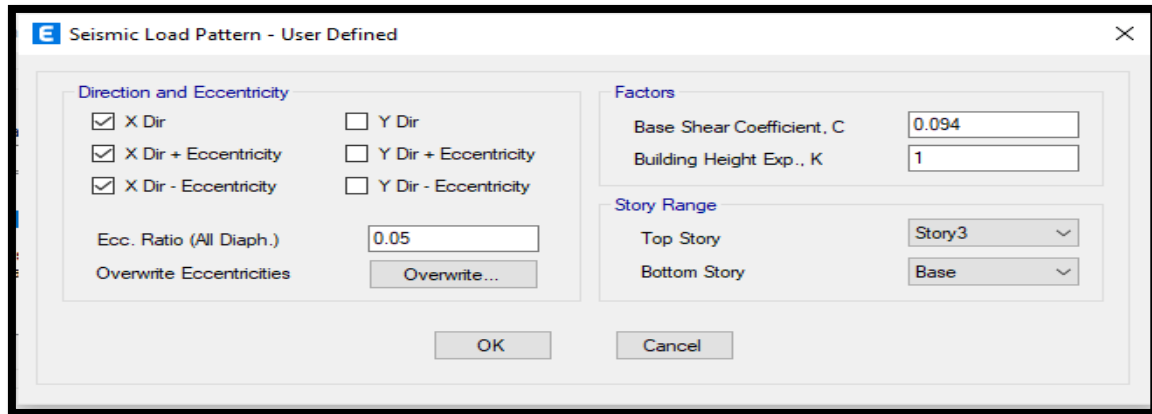 E Seismic Load Pattern - User Defined
Direction and Eccentricity
X Dir
Y Dir
X Dir + Eccentricity
Y Dir + Eccentricity
X Dir - Eccentricity
Y Dir - Eccentricity
Ecc. Ratio (All Diaph.) 0.05
Overwrite Eccentricities Overwrite...
Factors
Base Shear Coefficient, C 0.094
Building Height Exp., K 1
Story Range
Top Story Story3
Bottom Story Base
OK
Cancel